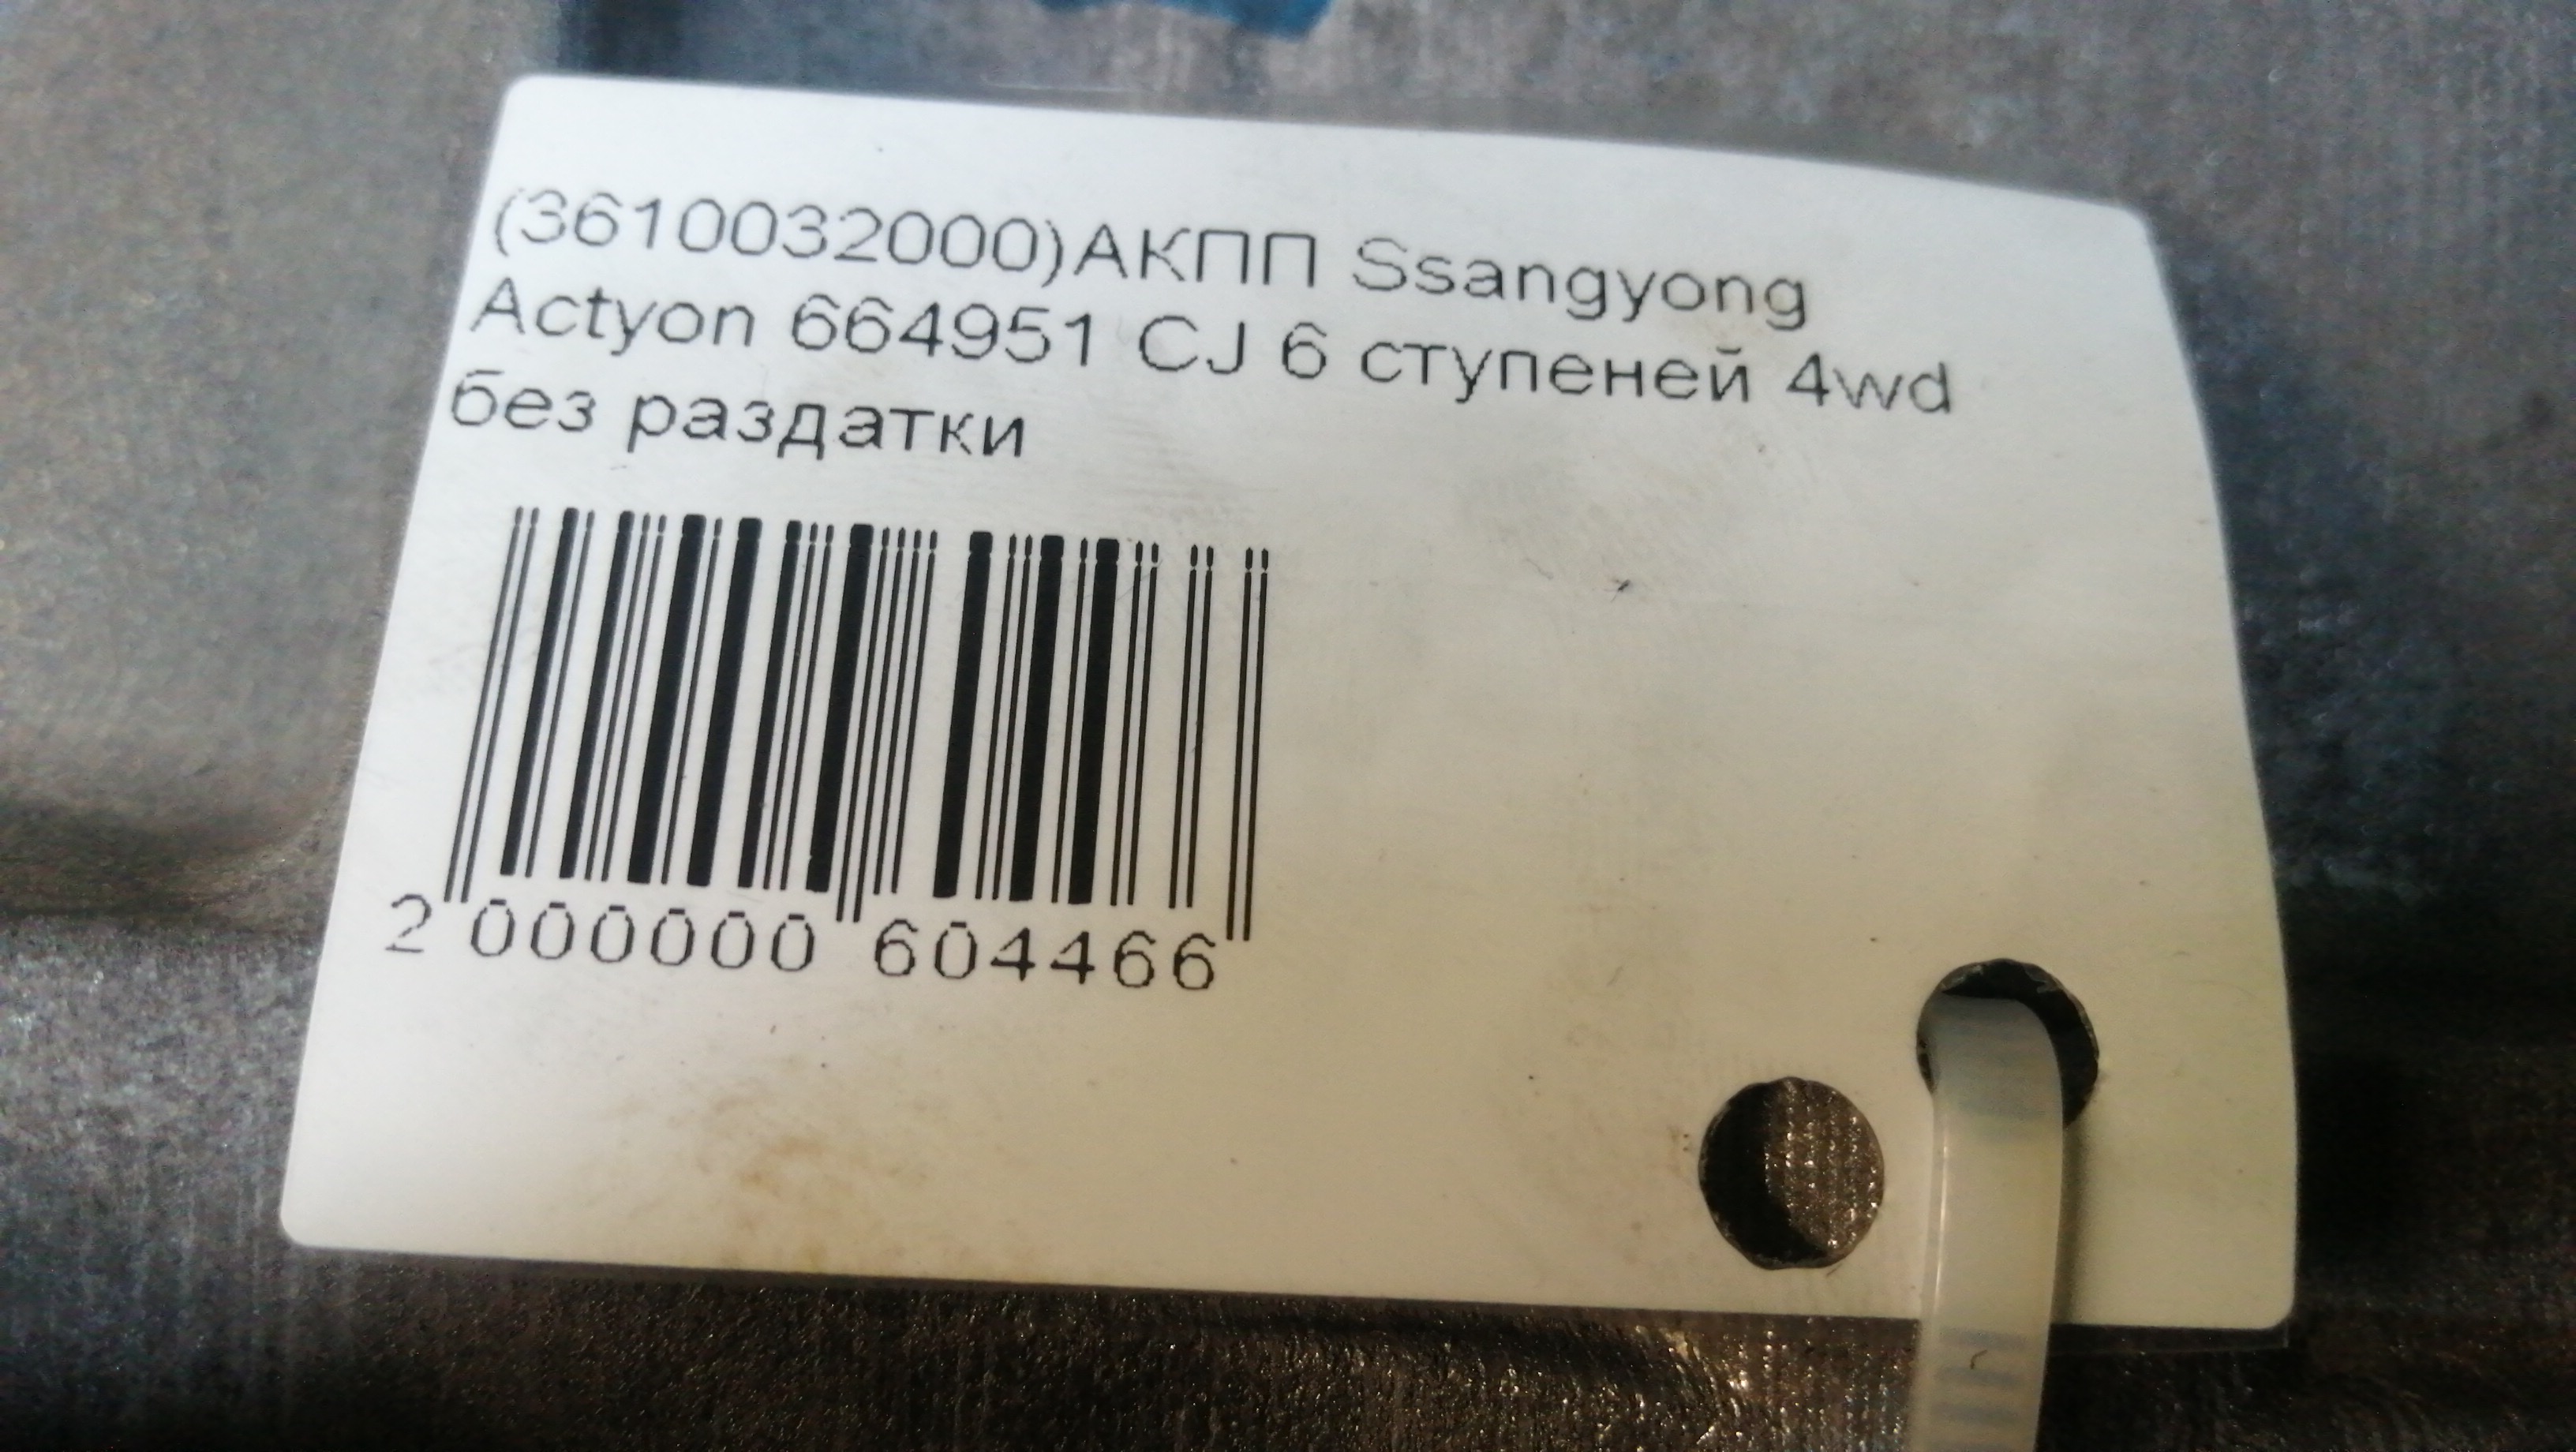 (3610032000)АКПП Ssangyong
Actyon 664951 CJ 6 ступеней 4wd
без раздатки
2 000000 604466